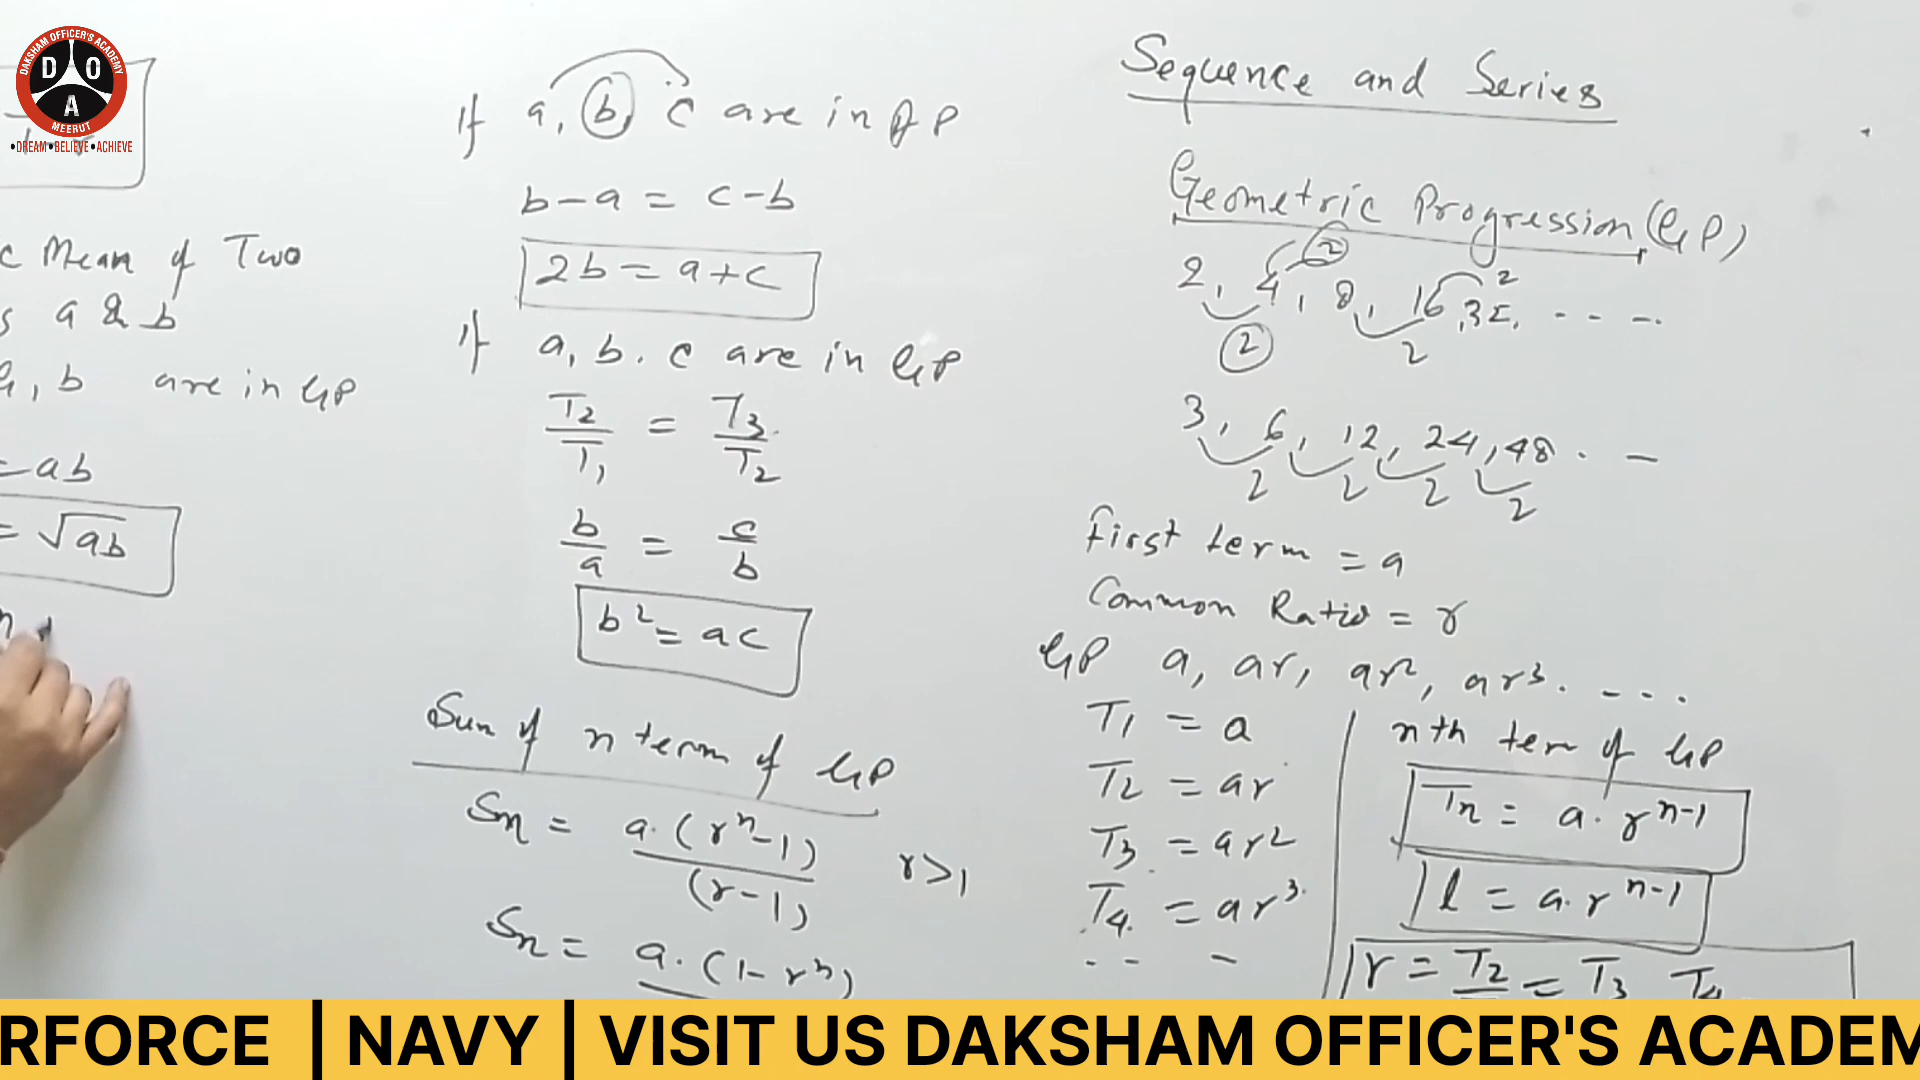 DAKSHAM OFFICER'S ACADEMY
D O
A
MEERUT
•DREAM•BELIEVE•ACHIEVE
c Mean of Two
s a & b
G, b are in GP
= ab
= √ab
If a, b, c are in AP
b - a = c - b
2b = a + c
If a, b. c are in GP
T2/T1 = T3/T2
b/a = c/b
b² = ac
Sum of n term of GP
Sn = a.(rⁿ-1)/(r-1) r>1
Sn = a.(1-rⁿ)
Sequence and Series
Geometric Progression (GP)
2
2, 4, 8, 16, 32, - - -
2 2 2
3, 6, 12, 24, 48 . -
2 2 2 2
First term = a
Common Ratio = r
GP a, ar, ar², ar³. - - ..
T1 = a
T2 = ar
T3 = ar²
T4 = ar³
nth term of GP
Tn = a. rⁿ⁻¹
l = a. rⁿ⁻¹
r = T2 = T3 T4
RFORCE | NAVY | VISIT US DAKSHAM OFFICER'S ACADEM